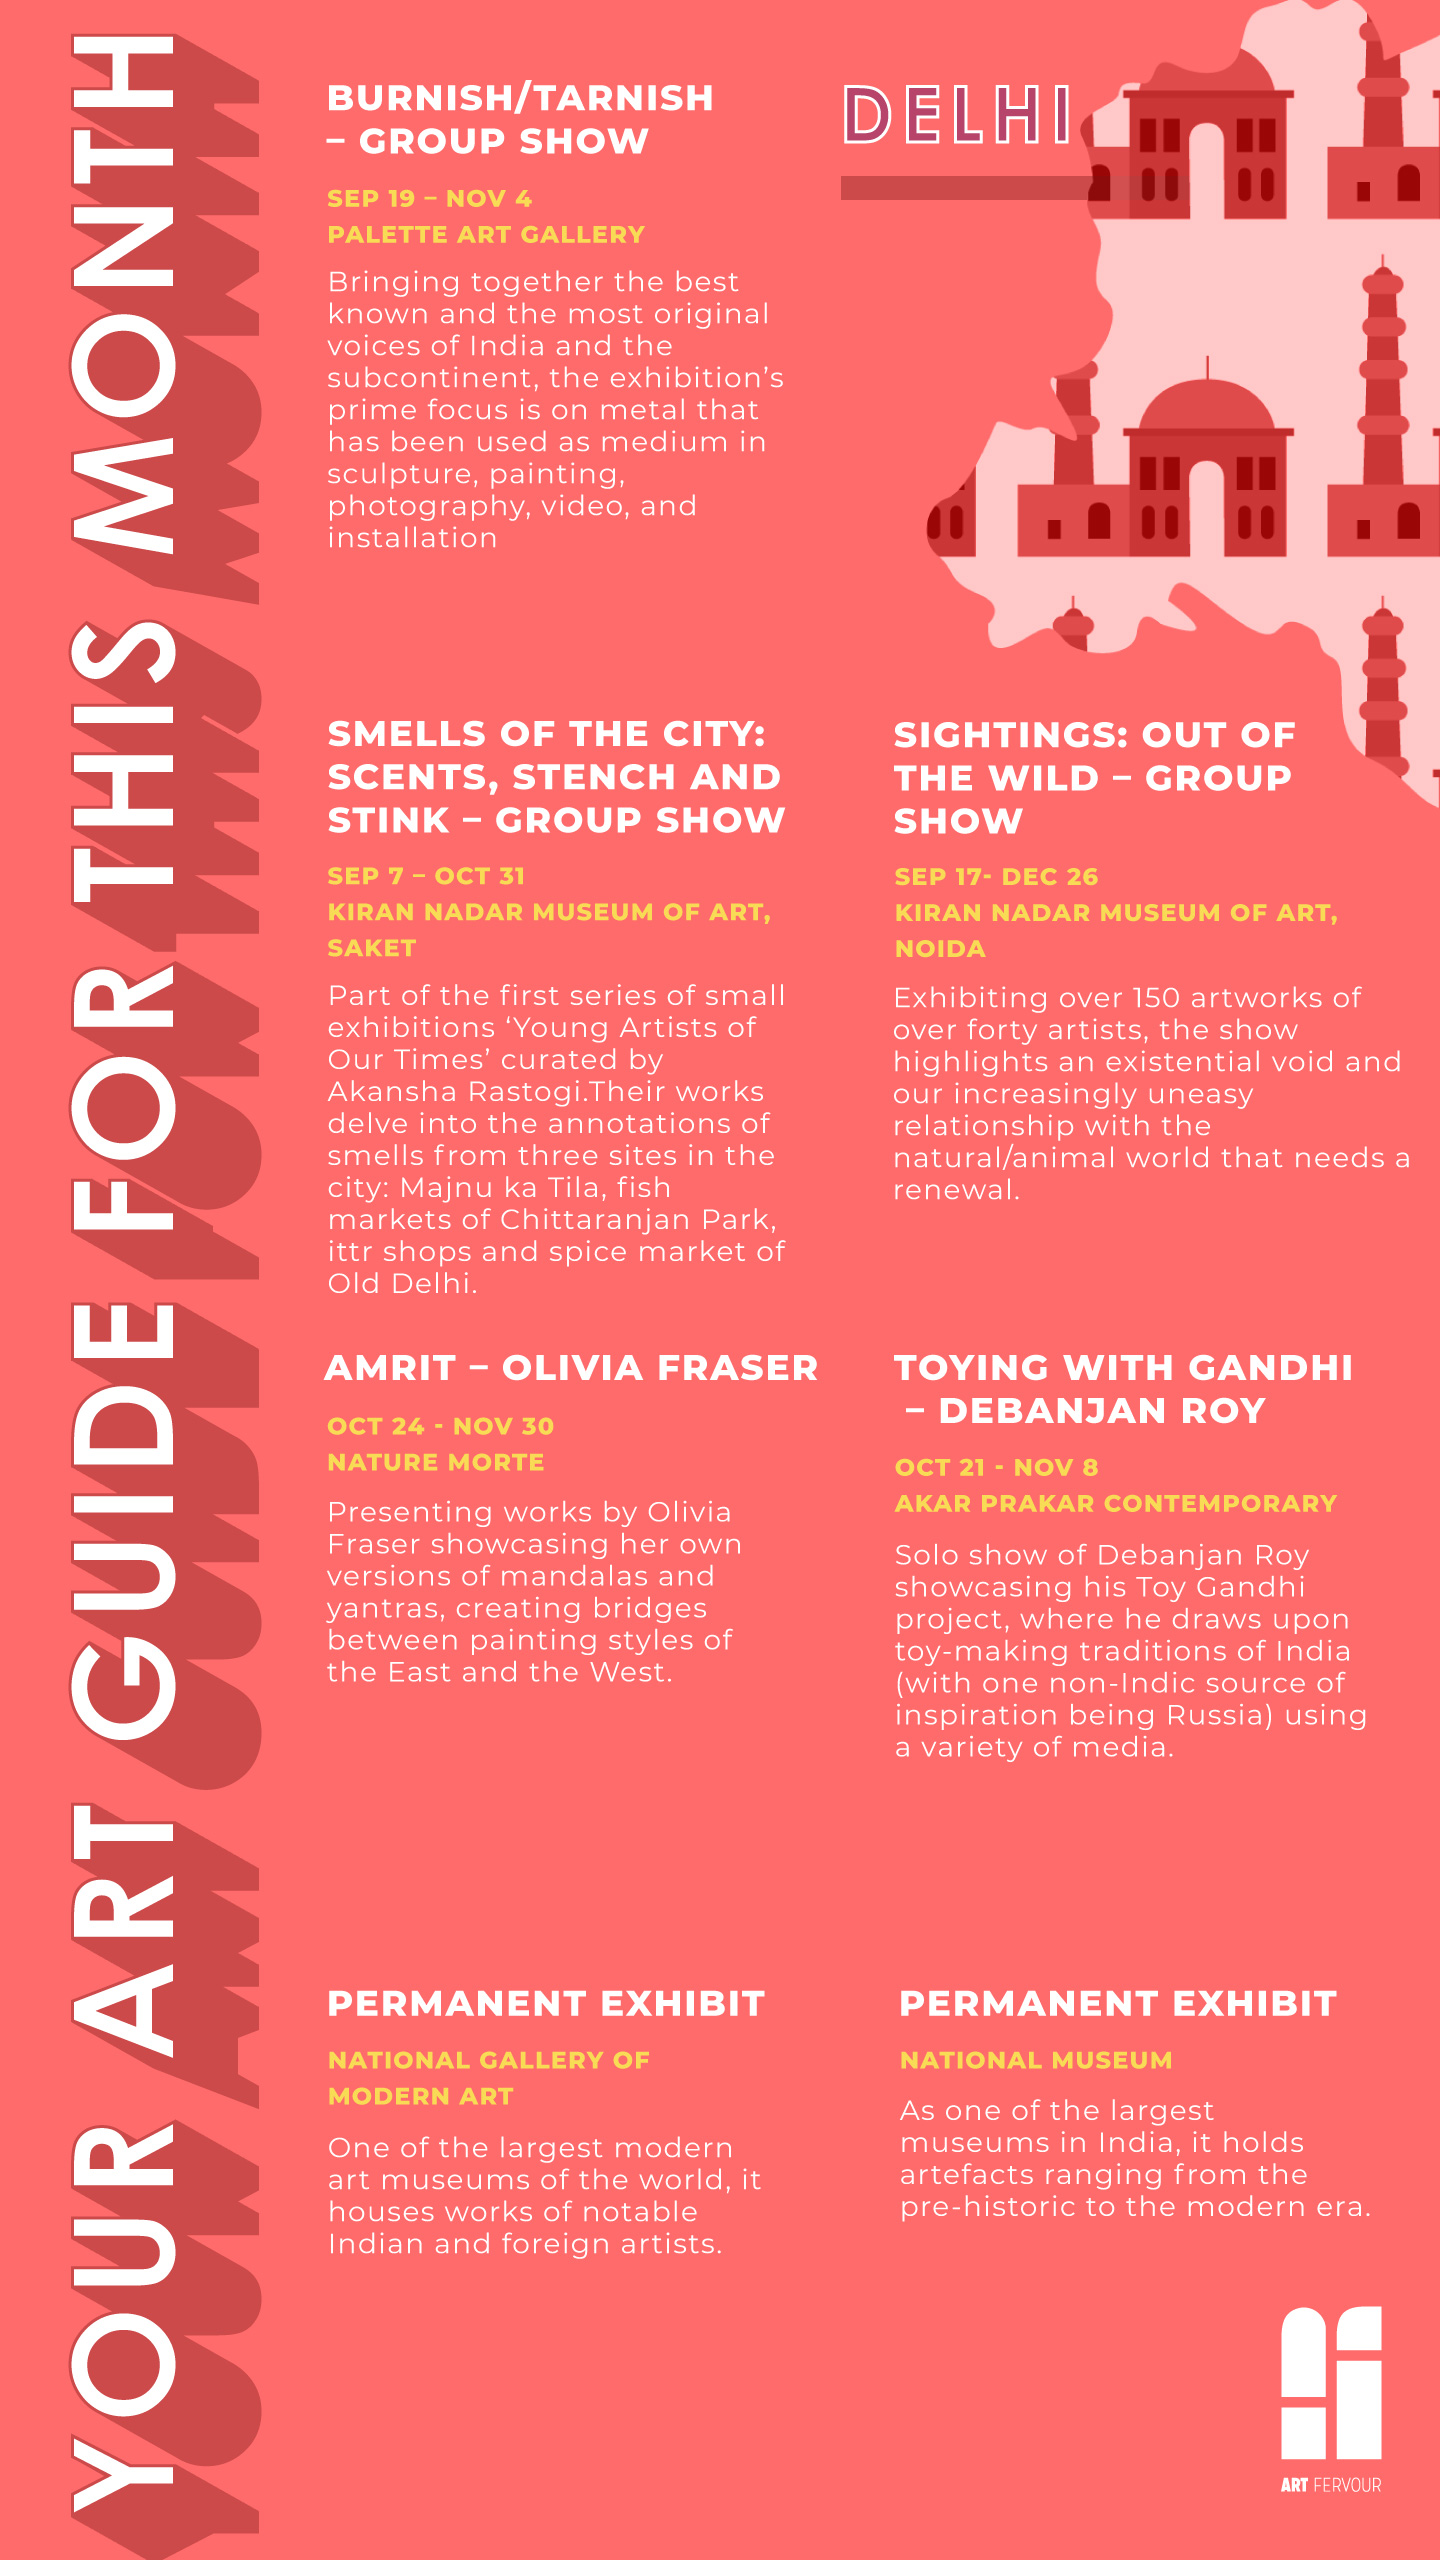 YOUR ART GUIDE FOR THIS MONTH
DELHI
BURNISH/TARNISH
– GROUP SHOW
SEP 19 – NOV 4
PALETTE ART GALLERY
Bringing together the best
known and the most original
voices of India and the
subcontinent, the exhibition’s
prime focus is on metal that
has been used as medium in
sculpture, painting,
photography, video, and
installation
SMELLS OF THE CITY:
SCENTS, STENCH AND
STINK – GROUP SHOW
SEP 7 – OCT 31
KIRAN NADAR MUSEUM OF ART,
SAKET
Part of the first series of small
exhibitions ‘Young Artists of
Our Times’ curated by
Akansha Rastogi.Their works
delve into the annotations of
smells from three sites in the
city: Majnu ka Tila, fish
markets of Chittaranjan Park,
ittr shops and spice market of
Old Delhi.
SIGHTINGS: OUT OF
THE WILD – GROUP
SHOW
SEP 17- DEC 26
KIRAN NADAR MUSEUM OF ART,
NOIDA
Exhibiting over 150 artworks of
over forty artists, the show
highlights an existential void and
our increasingly uneasy
relationship with the
natural/animal world that needs a
renewal.
AMRIT – OLIVIA FRASER
OCT 24 - NOV 30
NATURE MORTE
Presenting works by Olivia
Fraser showcasing her own
versions of mandalas and
yantras, creating bridges
between painting styles of
the East and the West.
TOYING WITH GANDHI
– DEBANJAN ROY
OCT 21 - NOV 8
AKAR PRAKAR CONTEMPORARY
Solo show of Debanjan Roy
showcasing his Toy Gandhi
project, where he draws upon
toy-making traditions of India
(with one non-Indic source of
inspiration being Russia) using
a variety of media.
PERMANENT EXHIBIT
NATIONAL GALLERY OF
MODERN ART
One of the largest modern
art museums of the world, it
houses works of notable
Indian and foreign artists.
PERMANENT EXHIBIT
NATIONAL MUSEUM
As one of the largest
museums in India, it holds
artefacts ranging from the
pre-historic to the modern era.
ART FERVOUR